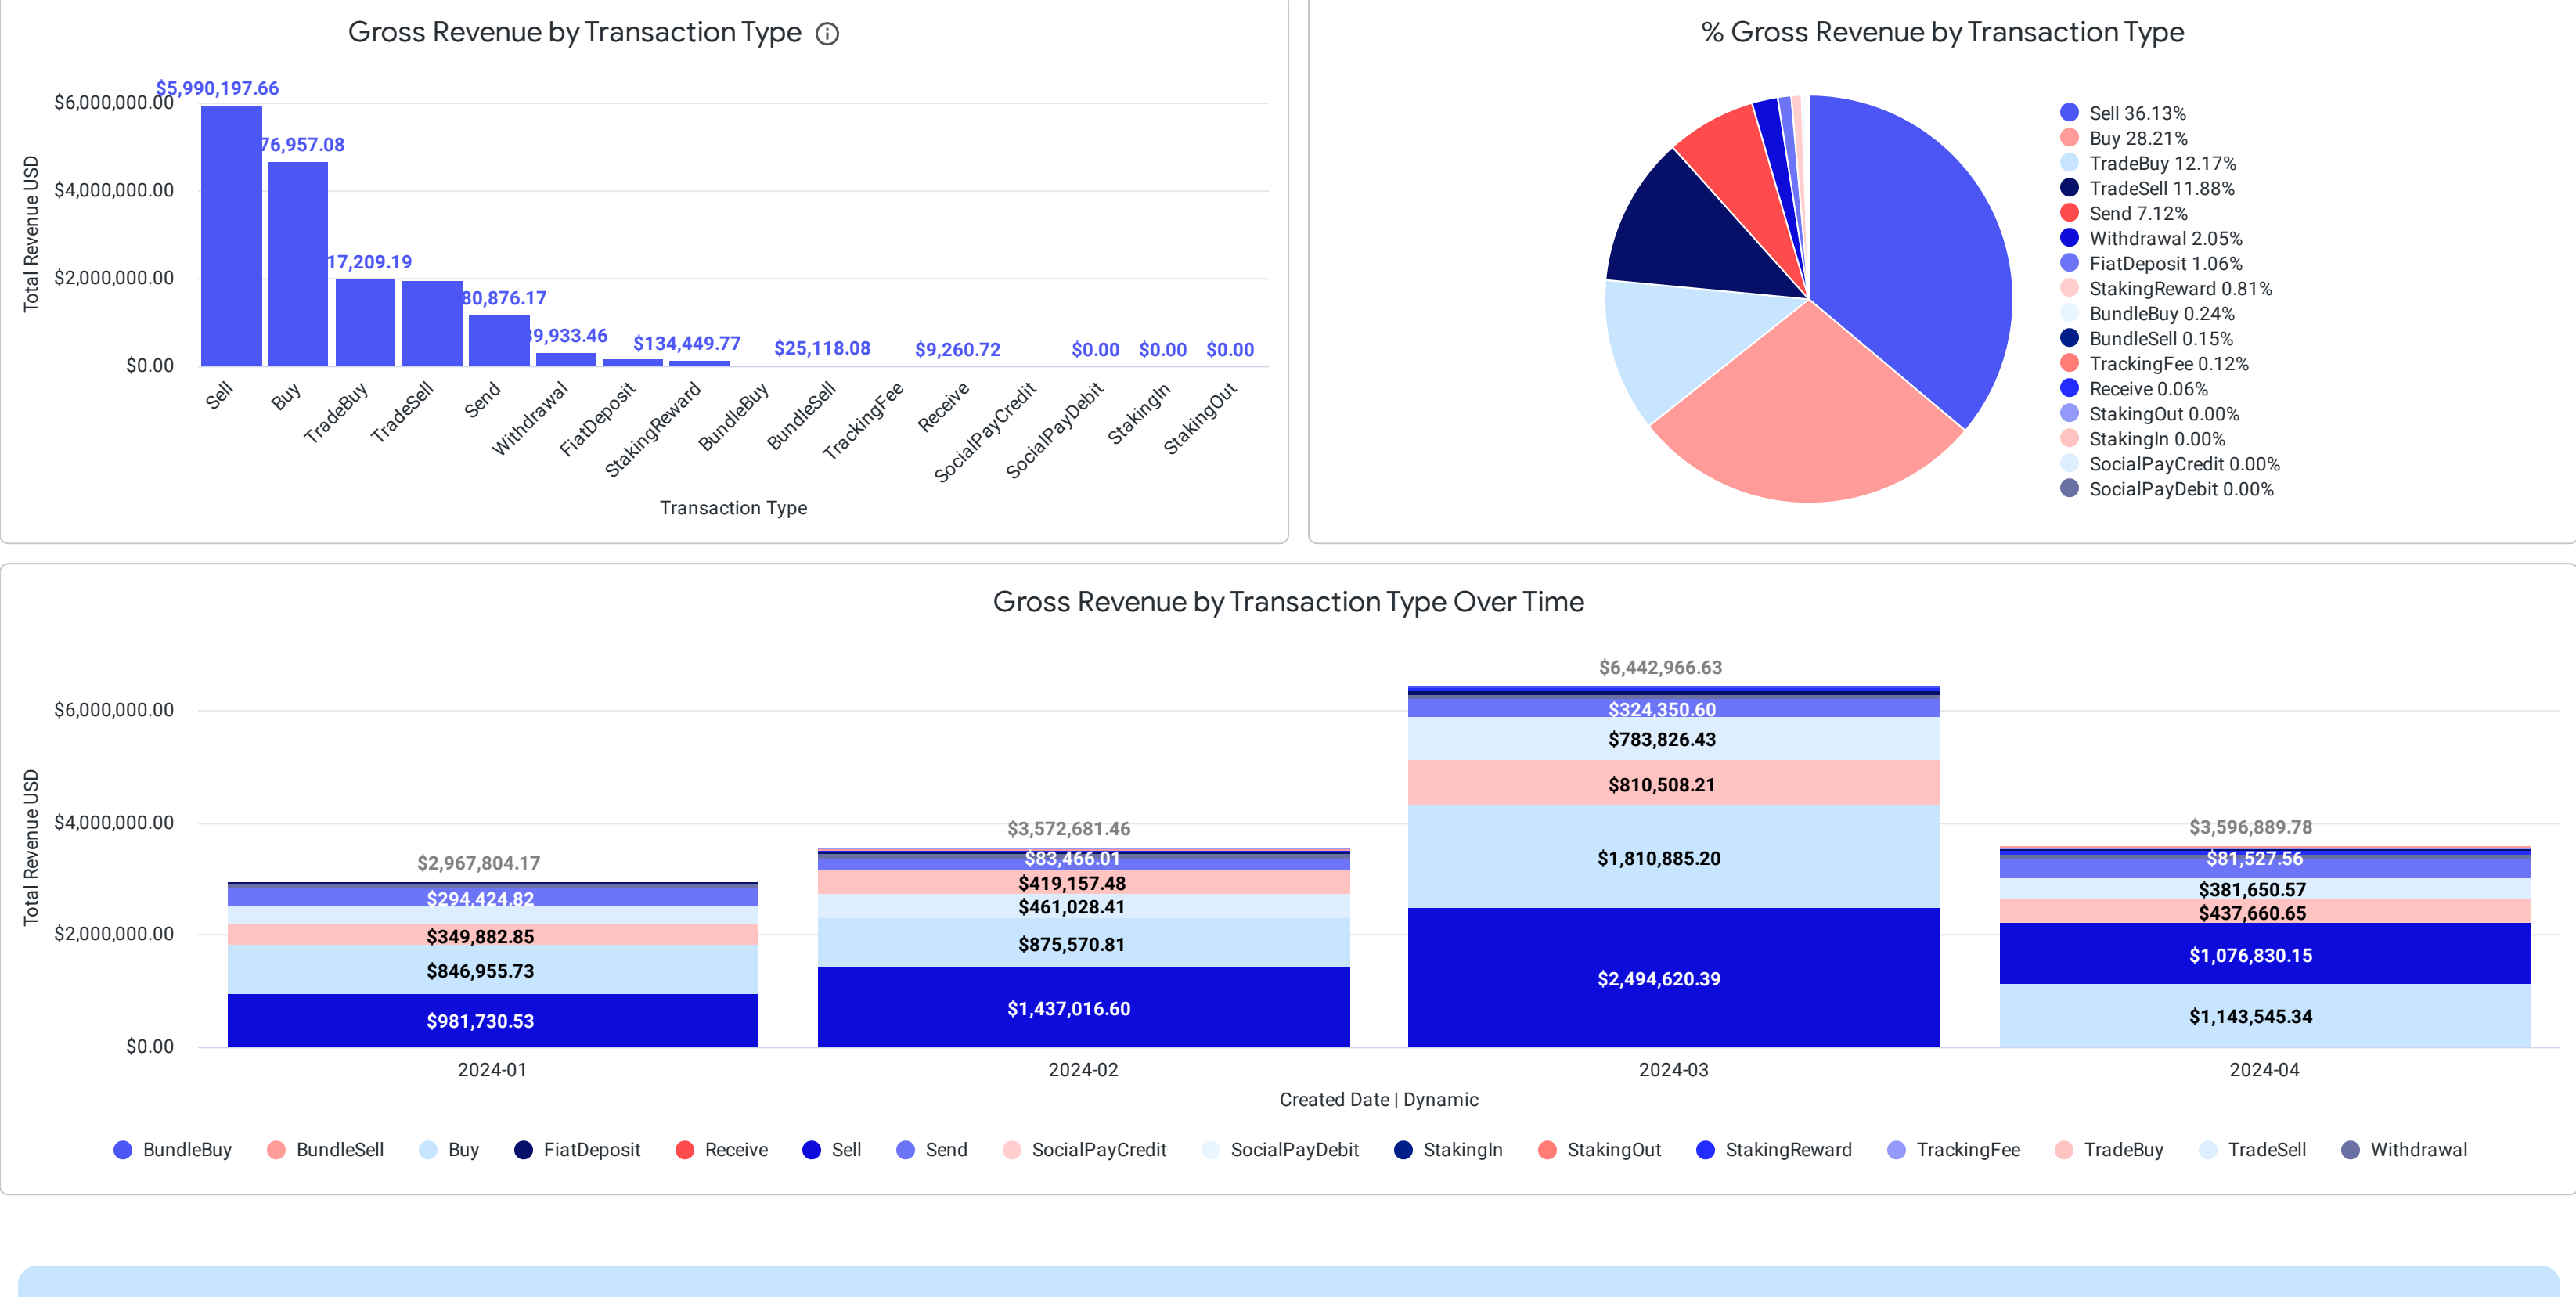 Gross Revenue by Transaction Type
Total Revenue USD
$6,000,000.00
$4,000,000.00
$2,000,000.00
$0.00
$5,990,197.66
76,957.08
17,209.19
80,876.17
9,933.46
$134,449.77
$25,118.08
$9,260.72
$0.00
$0.00
$0.00
Sell
Buy
TradeBuy
TradeSell
Send
Withdrawal
FiatDeposit
StakingReward
BundleBuy
BundleSell
TrackingFee
Receive
SocialPayCredit
SocialPayDebit
StakingIn
StakingOut
Transaction Type
% Gross Revenue by Transaction Type
Sell 36.13%
Buy 28.21%
TradeBuy 12.17%
TradeSell 11.88%
Send 7.12%
Withdrawal 2.05%
FiatDeposit 1.06%
StakingReward 0.81%
BundleBuy 0.24%
BundleSell 0.15%
TrackingFee 0.12%
Receive 0.06%
StakingOut 0.00%
StakingIn 0.00%
SocialPayCredit 0.00%
SocialPayDebit 0.00%
Gross Revenue by Transaction Type Over Time
Total Revenue USD
$6,000,000.00
$4,000,000.00
$2,000,000.00
$0.00
$2,967,804.17
$294,424.82
$349,882.85
$846,955.73
$981,730.53
$3,572,681.46
$83,466.01
$419,157.48
$461,028.41
$875,570.81
$1,437,016.60
$6,442,966.63
$324,350.60
$783,826.43
$810,508.21
$1,810,885.20
$2,494,620.39
$3,596,889.78
$81,527.56
$381,650.57
$437,660.65
$1,076,830.15
$1,143,545.34
2024-01
2024-02
2024-03
2024-04
Created Date | Dynamic
BundleBuy
BundleSell
Buy
FiatDeposit
Receive
Sell
Send
SocialPayCredit
SocialPayDebit
StakingIn
StakingOut
StakingReward
TrackingFee
TradeBuy
TradeSell
Withdrawal